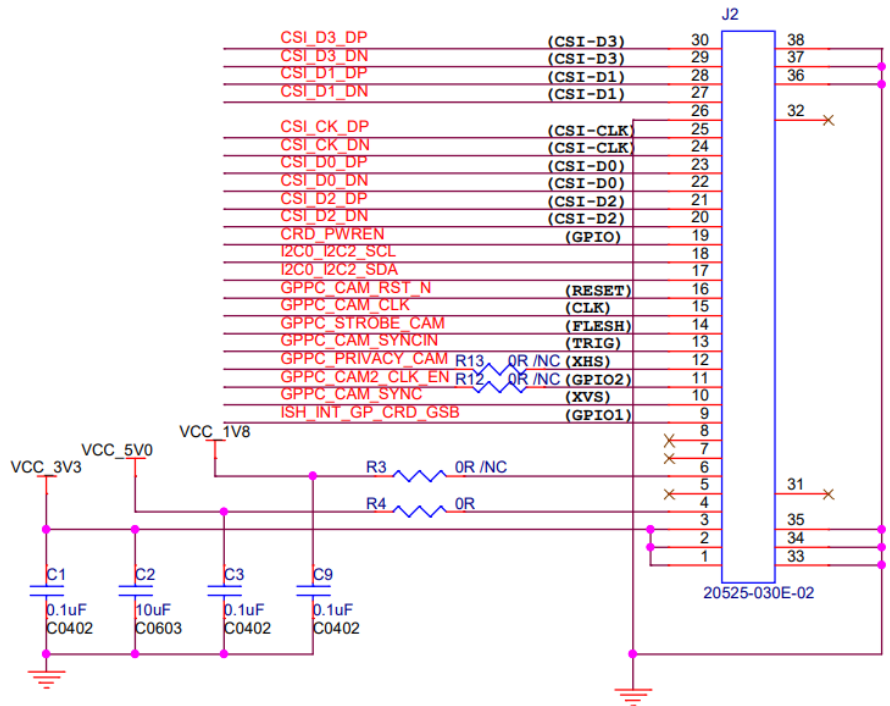 J2
CSI_D3_DP (CSI-D3) 30 38
CSI_D3_DN (CSI-D3) 29 37
CSI_D1_DP (CSI-D1) 28 36
CSI_D1_DN (CSI-D1) 27
26 32
CSI_CK_DP (CSI-CLK) 25
CSI_CK_DN (CSI-CLK) 24
CSI_D0_DP (CSI-D0) 23
CSI_D0_DN (CSI-D0) 22
CSI_D2_DP (CSI-D2) 21
CSI_D2_DN (CSI-D2) 20
CRD_PWREN (GPIO) 19
I2C0_I2C2_SCL 18
I2C0_I2C2_SDA 17
GPPC_CAM_RST_N (RESET) 16
GPPC_CAM_CLK (CLK) 15
GPPC_STROBE_CAM (FLESH) 14
GPPC_CAM_SYNCIN (TRIG) 13
GPPC_PRIVACY_CAM R13 0R /NC (XHS) 12
GPPC_CAM2_CLK_EN R12 0R /NC (GPIO2) 11
GPPC_CAM_SYNC (XVS) 10
ISH_INT_GP_CRD_GSB (GPIO1) 9
VCC_1V8 8
VCC_5V0 7
VCC_3V3 R3 0R /NC 6
5 31
R4 0R 4
3 35
2 34
1 33
C1 C2 C3 C9
20525-030E-02
0.1uF 10uF 0.1uF 0.1uF
C0402 C0603 C0402 C0402